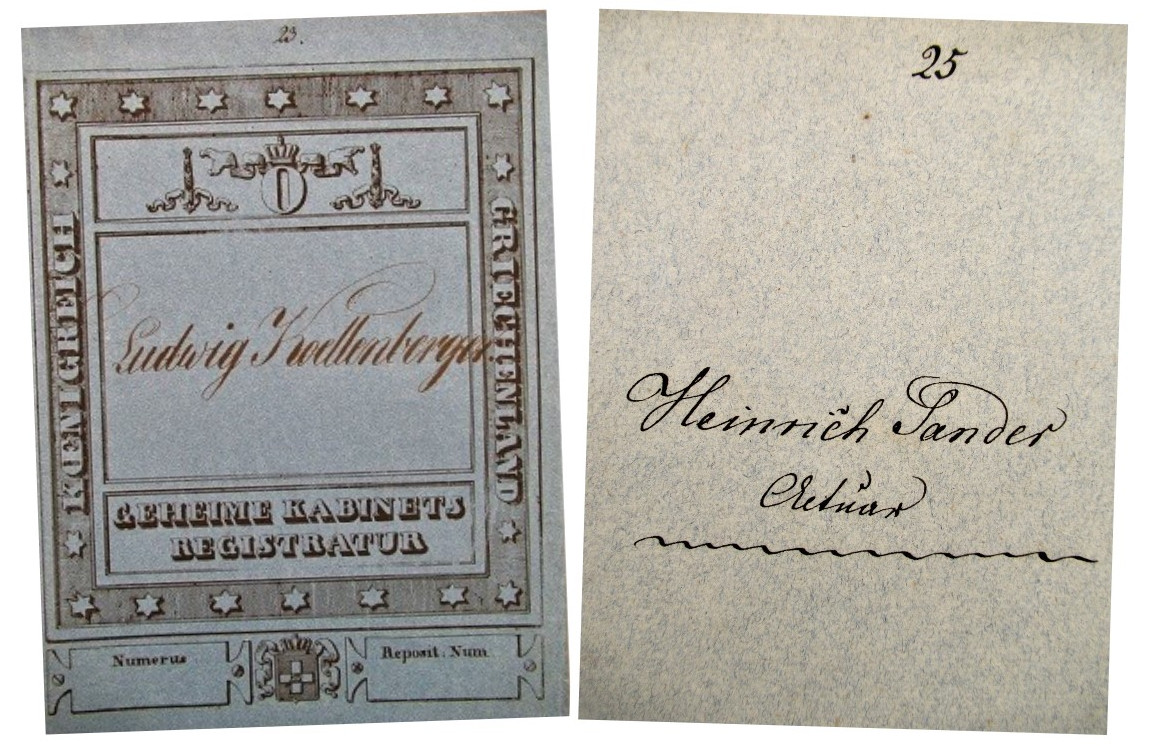 23.
O
KOENIGREICH
GRIECHENLAND
Ludwig Koellenberger
GEHEIME KABINETS
REGISTRATUR
Numerus
Reposit. Num.
25
Heinrich Sander
Actuar